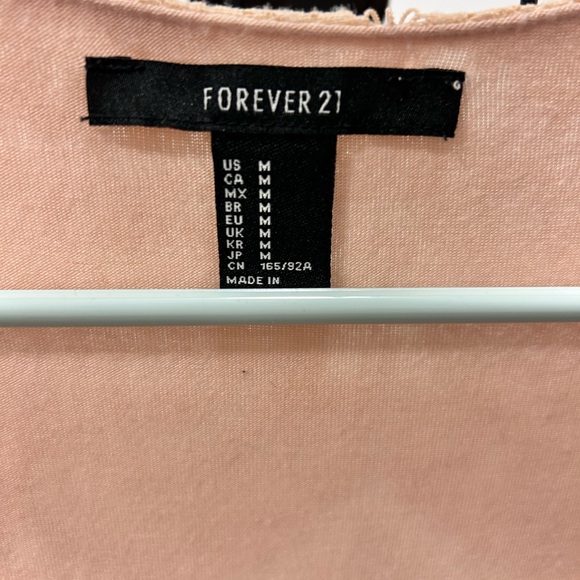 FOREVER 21
US M
CA M
MX M
BR M
EU M
UK M
KR M
JP M
CN 165/92A
MADE IN